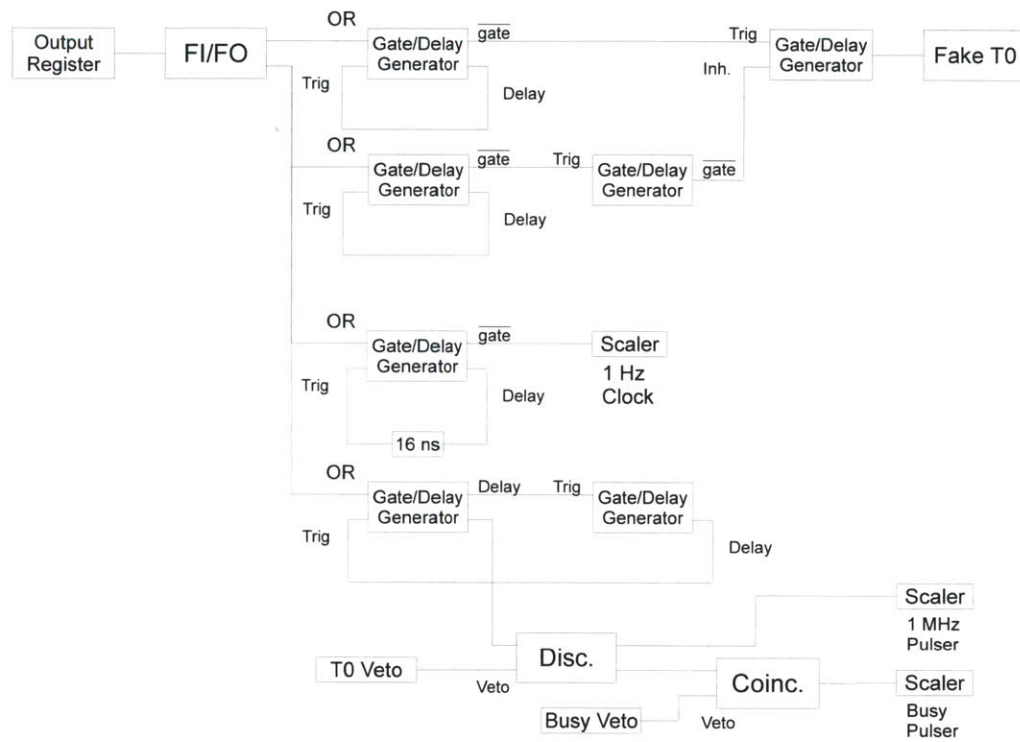 OR
Output
Register
FI/FO
Gate/Delay
Generator
gate
Trig
Gate/Delay
Generator
Fake T0
Trig
Delay
Inh.
OR
Gate/Delay
Generator
gate
Trig
Gate/Delay
Generator
gate
Trig
Delay
OR
Gate/Delay
Generator
gate
Scaler
1 Hz
Clock
Trig
Delay
16 ns
OR
Gate/Delay
Generator
Delay
Trig
Gate/Delay
Generator
Trig
Delay
Scaler
1 MHz
Pulser
T0 Veto
Veto
Disc.
Coinc.
Scaler
Busy
Pulser
Busy Veto
Veto